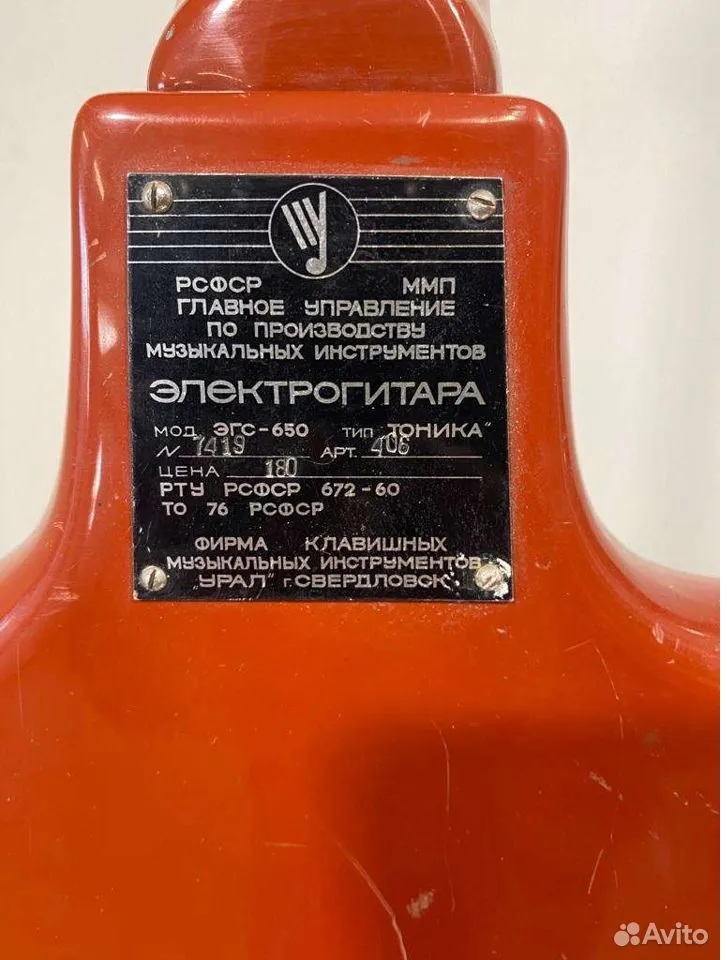 РСФСР ММП
ГЛАВНОЕ УПРАВЛЕНИЕ
ПО ПРОИЗВОДСТВУ
МУЗЫКАЛЬНЫХ ИНСТРУМЕНТОВ
ЭЛЕКТРОГИТАРА
МОД. ЭГС-650 ТИП „ТОНИКА"
N 7419 АРТ. 406
ЦЕНА 180
РТУ РСФСР 672-60
ТО 76 РСФСР
ФИРМА КЛАВИШНЫХ
МУЗЫКАЛЬНЫХ ИНСТРУМЕНТОВ
„УРАЛ" г. СВЕРДЛОВСК
Avito